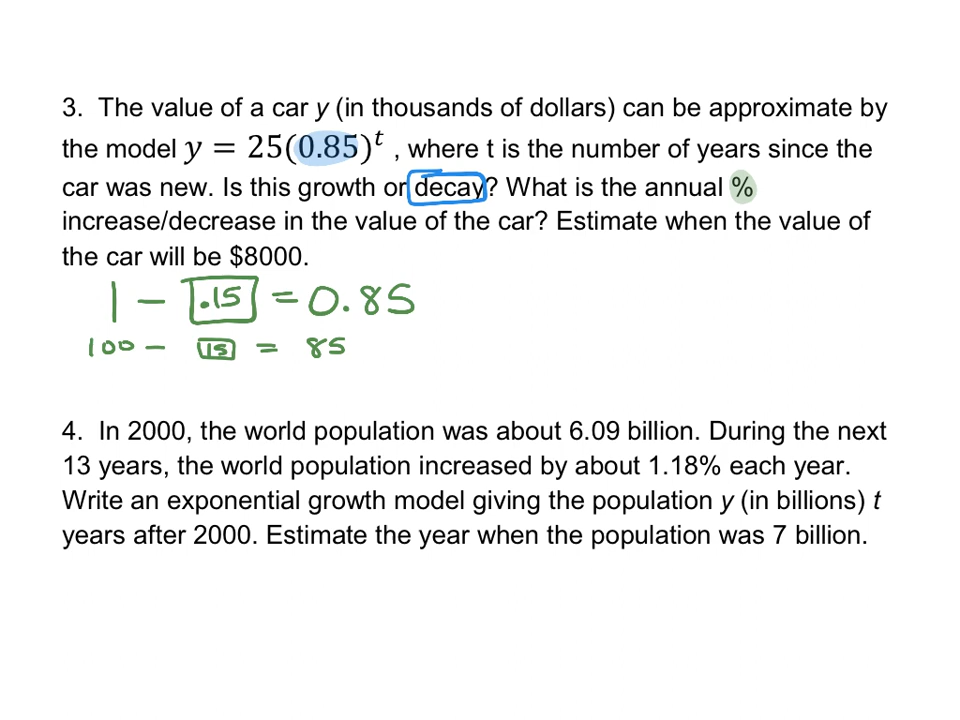 3. The value of a car y (in thousands of dollars) can be approximate by
the model y = 25(0.85)^t , where t is the number of years since the
car was new. Is this growth or decay? What is the annual %
increase/decrease in the value of the car? Estimate when the value of
the car will be $8000.
1 - .15 = 0.85
100 - 15 = 85
4. In 2000, the world population was about 6.09 billion. During the next
13 years, the world population increased by about 1.18% each year.
Write an exponential growth model giving the population y (in billions) t
years after 2000. Estimate the year when the population was 7 billion.